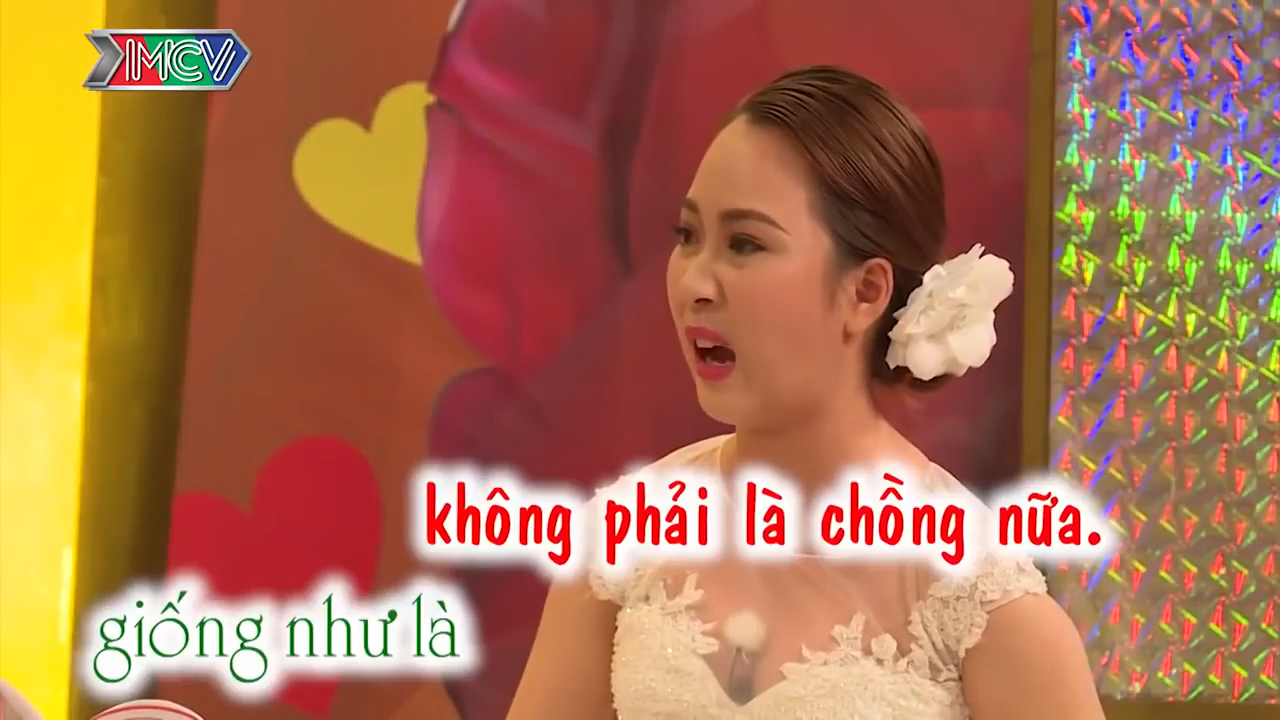 MCV
không phải là chồng nữa.
giống như là